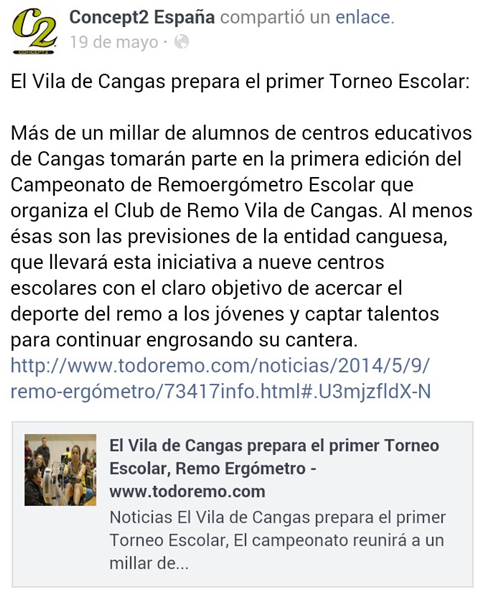 C2
CONCEPT2
Concept2 España compartió un enlace.
19 de mayo ·
El Vila de Cangas prepara el primer Torneo Escolar:
Más de un millar de alumnos de centros educativos
de Cangas tomarán parte en la primera edición del
Campeonato de Remoergómetro Escolar que
organiza el Club de Remo Vila de Cangas. Al menos
ésas son las previsiones de la entidad canguesa,
que llevará esta iniciativa a nueve centros
escolares con el claro objetivo de acercar el
deporte del remo a los jóvenes y captar talentos
para continuar engrosando su cantera.
http://www.todoremo.com/noticias/2014/5/9/
remo-ergómetro/73417info.html#.U3mjzfldX-N
El Vila de Cangas prepara el primer Torneo
Escolar, Remo Ergómetro -
www.todoremo.com
Noticias El Vila de Cangas prepara el primer
Torneo Escolar, El campeonato reunirá a un
millar de...